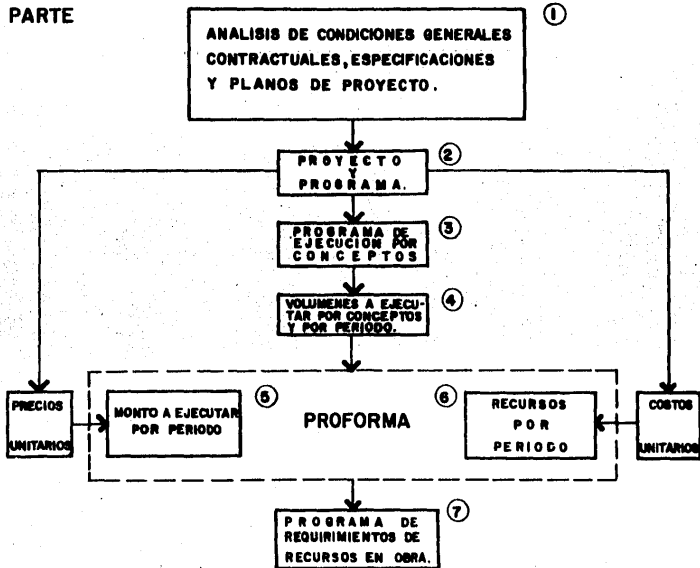 PARTE
①
ANALISIS DE CONDICIONES GENERALES
CONTRACTUALES, ESPECIFICACIONES
Y PLANOS DE PROYECTO.
②
PROYECTO
Y
PROGRAMA.
③
PROGRAMA DE
EJECUCION POR
CONCEPTOS
④
VOLUMENES A EJECU-
TAR POR CONCEPTOS
Y POR PERIODO.
PRECIOS
UNITARIOS
⑤
MONTO A EJECUTAR
POR PERIODO
PROFORMA
⑥
RECURSOS
POR
PERIODO
COSTOS
UNITARIOS
⑦
PROGRAMA DE
REQUIRIMIENTOS DE
RECURSOS EN OBRA.